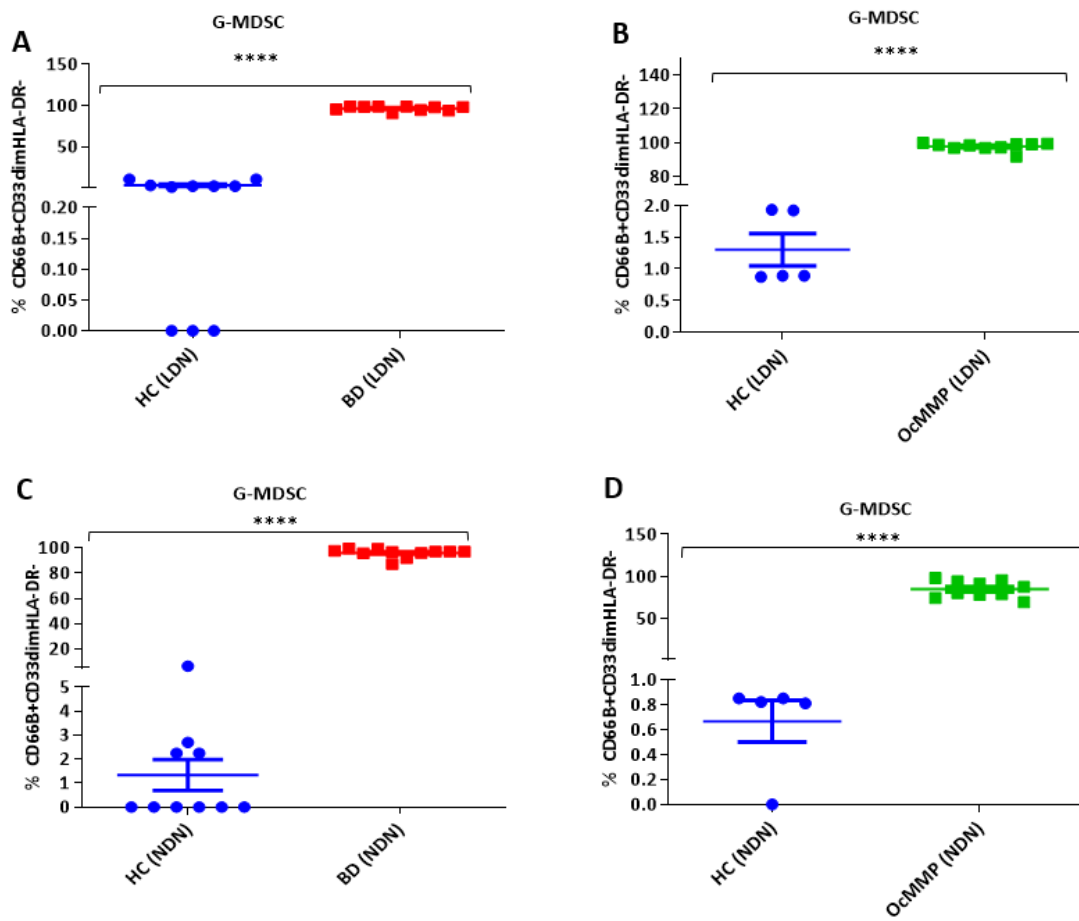 A
G-MDSC
****
% CD66B+CD33dimHLA-DR-
150
100
50
0.20
0.15
0.10
0.05
0.00
HC (LDN)
BD (LDN)
B
G-MDSC
****
% CD66B+CD33dimHLA-DR-
140
120
100
80
2.0
1.5
1.0
0.5
0.0
HC (LDN)
OcMMP (LDN)
C
G-MDSC
****
% CD66B+CD33dimHLA-DR-
100
80
60
40
20
5
4
3
2
1
0
HC (NDN)
BD (NDN)
D
G-MDSC
****
% CD66B+CD33dimHLA-DR-
150
100
50
1.0
0.8
0.6
0.4
0.2
0.0
HC (NDN)
OcMMP (NDN)